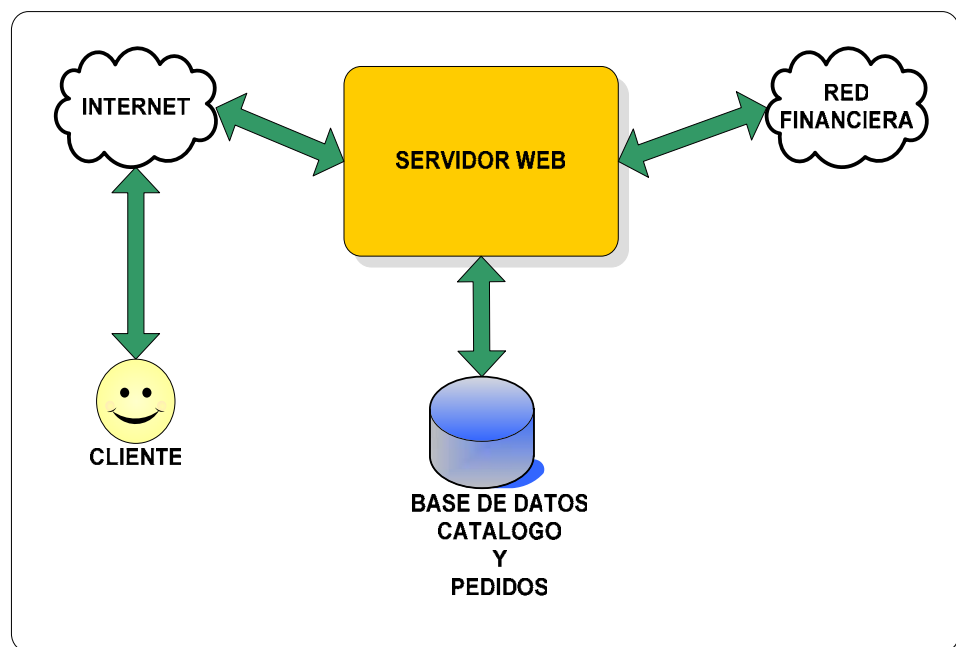 INTERNET
RED
FINANCIERA
SERVIDOR WEB
CLIENTE
BASE DE DATOS
CATALOGO
Y
PEDIDOS